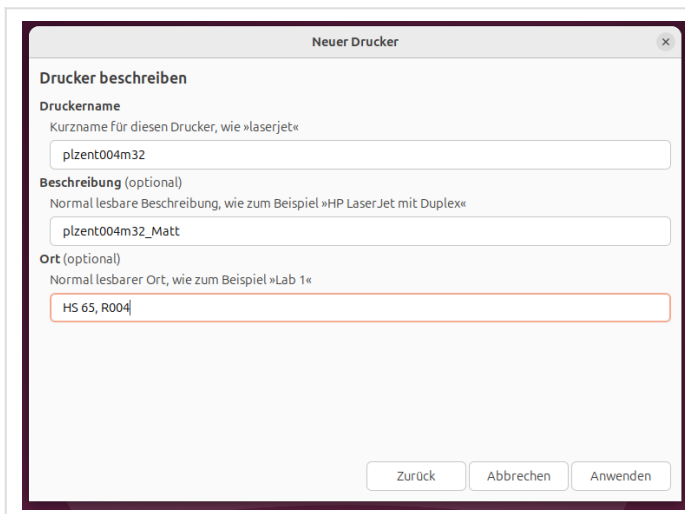 Neuer Drucker
Drucker beschreiben
Druckername
Kurzname für diesen Drucker, wie »laserjet«
plzent004m32
Beschreibung (optional)
Normal lesbare Beschreibung, wie zum Beispiel »HP LaserJet mit Duplex«
plzent004m32_Matt
Ort (optional)
Normal lesbarer Ort, wie zum Beispiel »Lab 1«
HS 65, R004
Zurück Abbrechen Anwenden